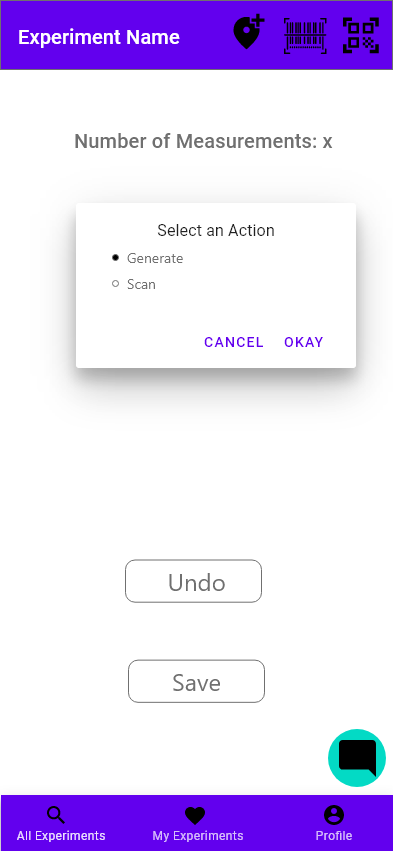 Experiment Name
Number of Measurements: x
Select an Action
Generate
Scan
CANCEL OKAY
Undo
Save
All Experiments My Experiments Profile